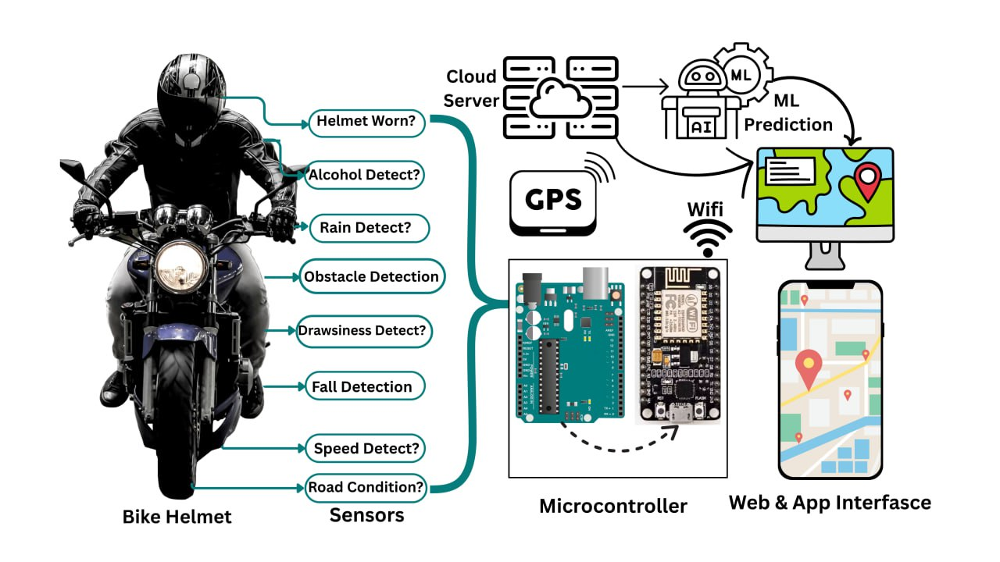 Helmet Worn?
Alcohol Detect?
Rain Detect?
Obstacle Detection
Drawsiness Detect?
Fall Detection
Speed Detect?
Road Condition?
Bike Helmet
Sensors
Cloud
Server
ML
AI
ML
Prediction
GPS
Wifi
Microcontroller
Web & App Interfasce